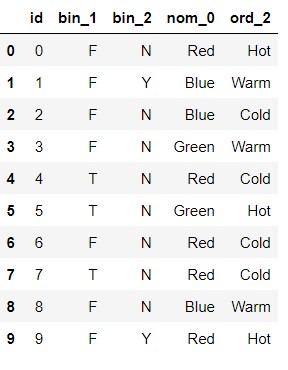 id bin_1 bin_2 nom_0 ord_2
0 0 F N Red Hot
1 1 F Y Blue Warm
2 2 F N Blue Cold
3 3 F N Green Warm
4 4 T N Red Cold
5 5 T N Green Hot
6 6 F N Red Cold
7 7 T N Red Cold
8 8 F N Blue Warm
9 9 F Y Red Hot